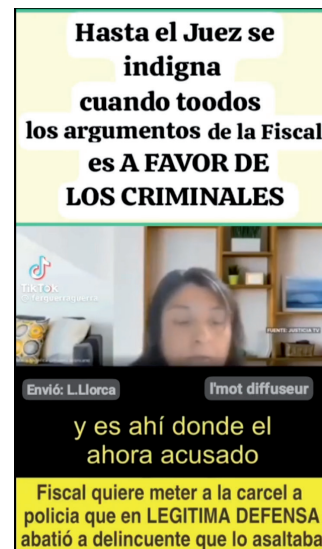 Hasta el Juez se
indigna
cuando toodos
los argumentos de la Fiscal
es A FAVOR DE
LOS CRIMINALES
TikTok
FUENTE: JUSTICIA TV
Envió: L.Llorca
l'mot diffuseur
y es ahí donde el
ahora acusado
Fiscal quiere meter a la carcel a
policia que en LEGITIMA DEFENSA
abatió a delincuente que lo asaltaba